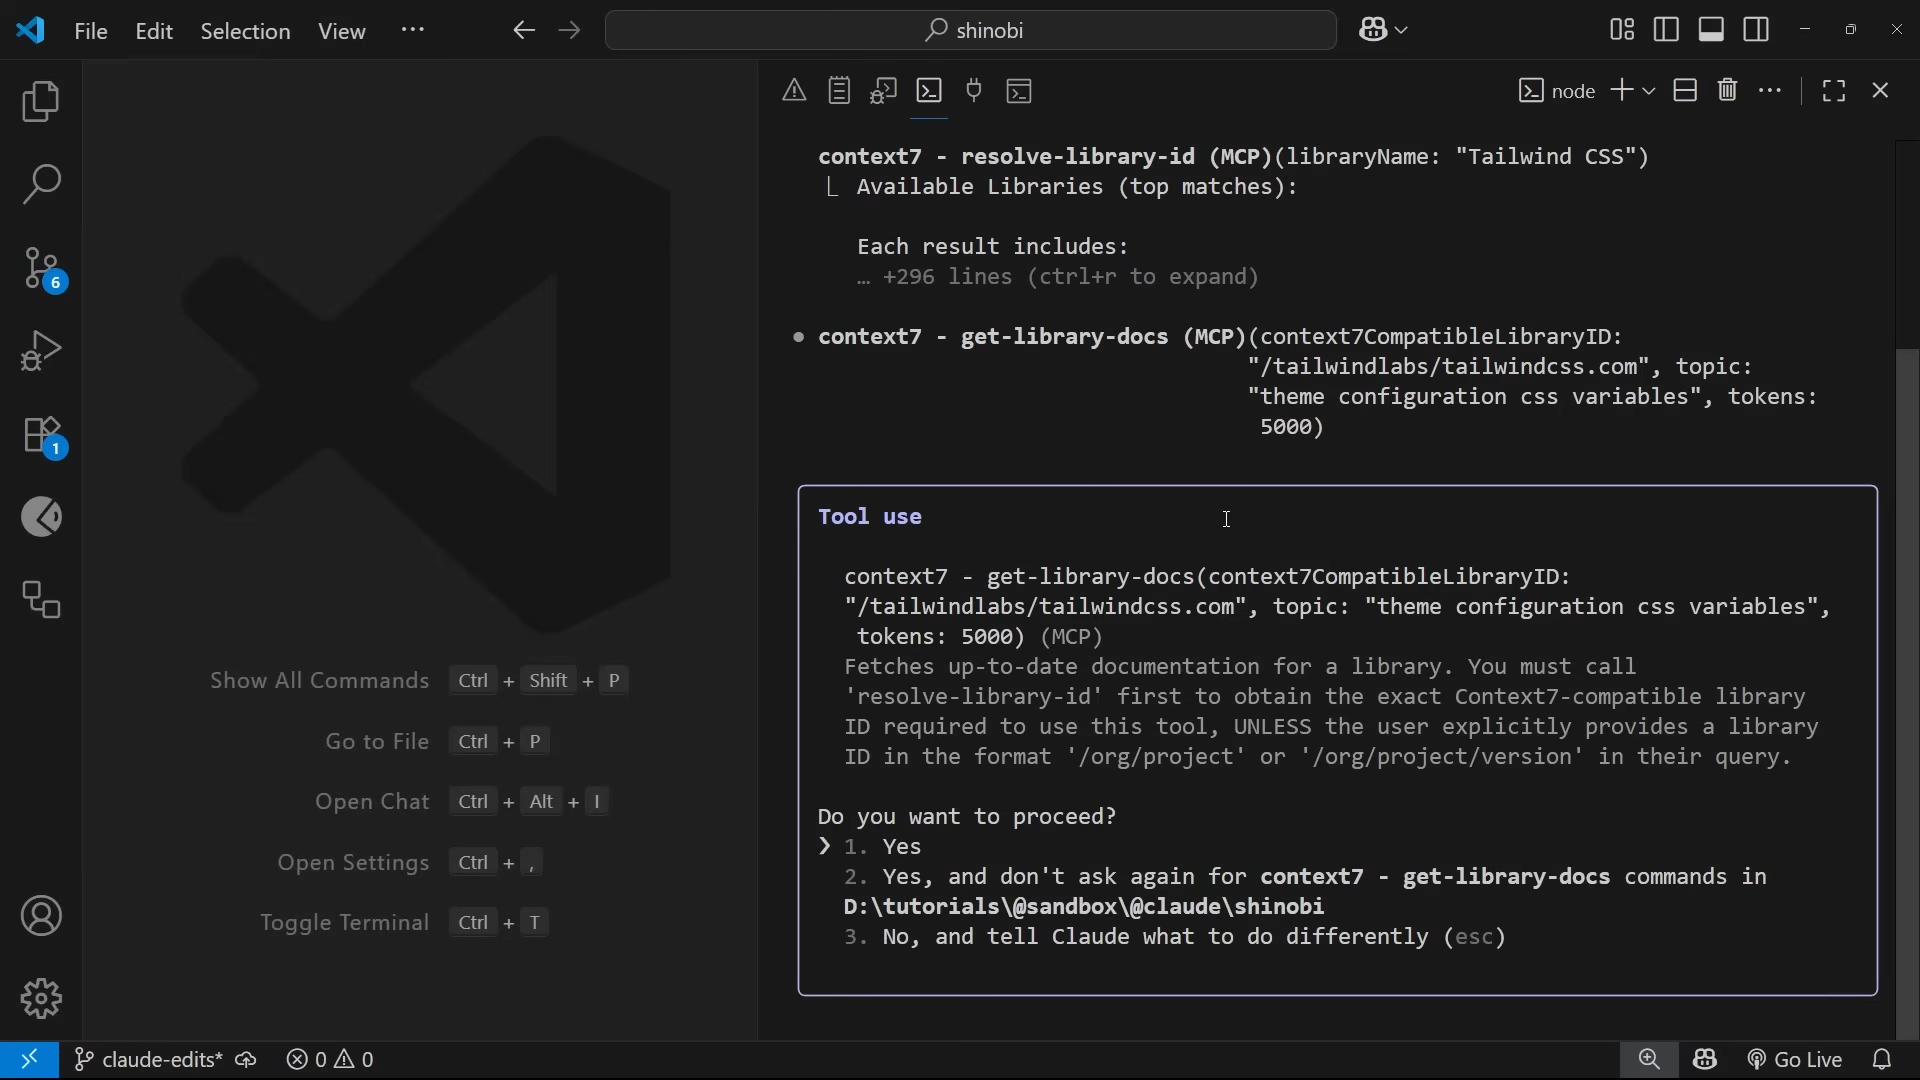 File Edit Selection View ...
shinobi
node
context7 - resolve-library-id (MCP)(libraryName: "Tailwind CSS")
⎿ Available Libraries (top matches):
Each result includes:
… +296 lines (ctrl+r to expand)
● context7 - get-library-docs (MCP)(context7CompatibleLibraryID:
"/tailwindlabs/tailwindcss.com", topic:
"theme configuration css variables", tokens:
5000)
Tool use
context7 - get-library-docs(context7CompatibleLibraryID:
"/tailwindlabs/tailwindcss.com", topic: "theme configuration css variables",
tokens: 5000) (MCP)
Fetches up-to-date documentation for a library. You must call
'resolve-library-id' first to obtain the exact Context7-compatible library
ID required to use this tool, UNLESS the user explicitly provides a library
ID in the format '/org/project' or '/org/project/version' in their query.
Do you want to proceed?
❯ 1. Yes
2. Yes, and don't ask again for context7 - get-library-docs commands in
D:\tutorials\@sandbox\@claude\shinobi
3. No, and tell Claude what to do differently (esc)
6
1
Show All Commands Ctrl + Shift + P
Go to File Ctrl + P
Open Chat Ctrl + Alt + I
Open Settings Ctrl + ,
Toggle Terminal Ctrl + T
claude-edits* 0 0 Go Live